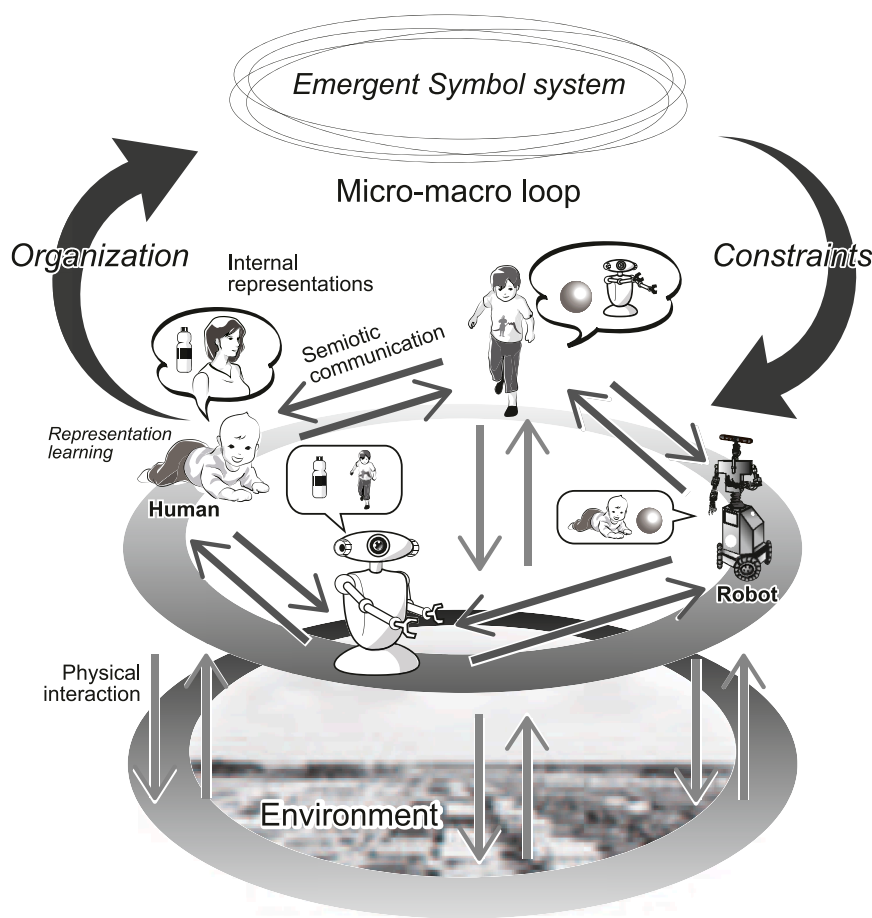 Emergent Symbol system
Micro-macro loop
Organization
Constraints
Internal
representations
Semiotic
communication
Representation
learning
Human
Robot
Physical
interaction
Environment